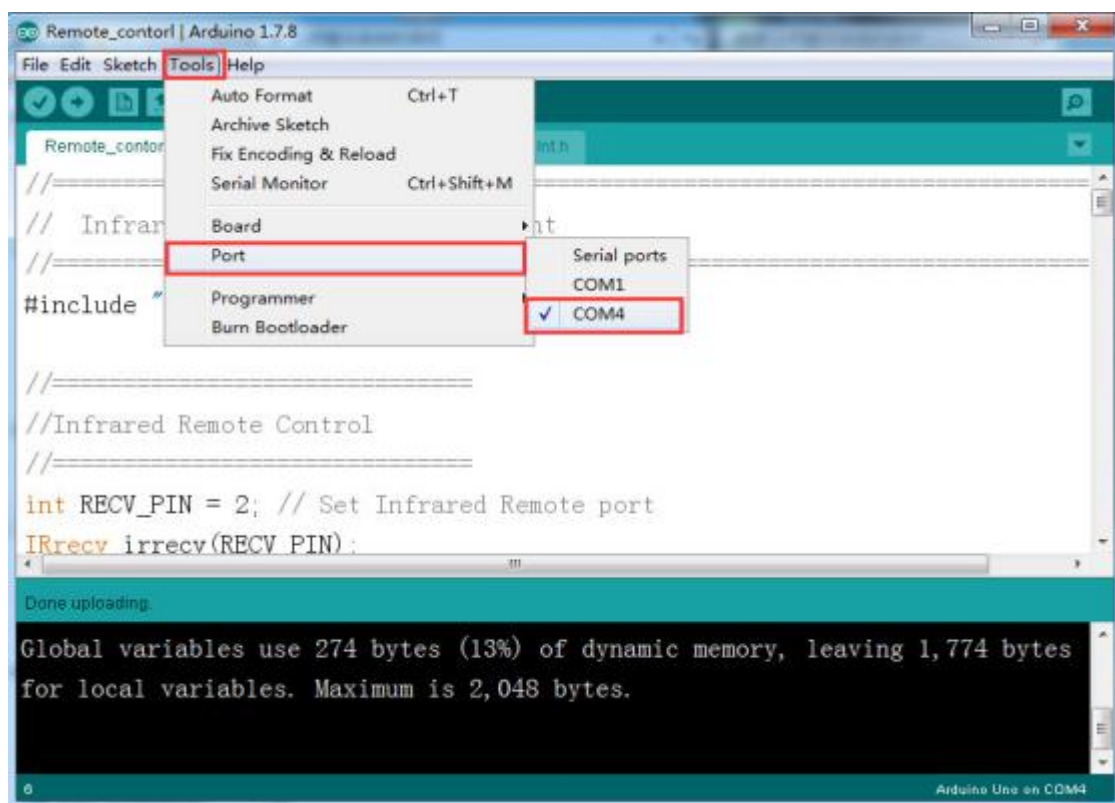 Remote_contorl | Arduino 1.7.8
File Edit Sketch Tools Help
Auto Format Ctrl+T
Archive Sketch
Fix Encoding & Reload
Serial Monitor Ctrl+Shift+M
Board
Port
Programmer
Burn Bootloader
Serial ports
COM1
✓ COM4
Remote_contor
int.h
//==============================================================
// Infrar nt
//==============================================================
#include "
//==============================
//Infrared Remote Control
//==============================
int RECV_PIN = 2; // Set Infrared Remote port
IRrecv irrecv(RECV_PIN);
Done uploading.
Global variables use 274 bytes (13%) of dynamic memory, leaving 1,774 bytes
for local variables. Maximum is 2,048 bytes.
6
Arduino Uno on COM4